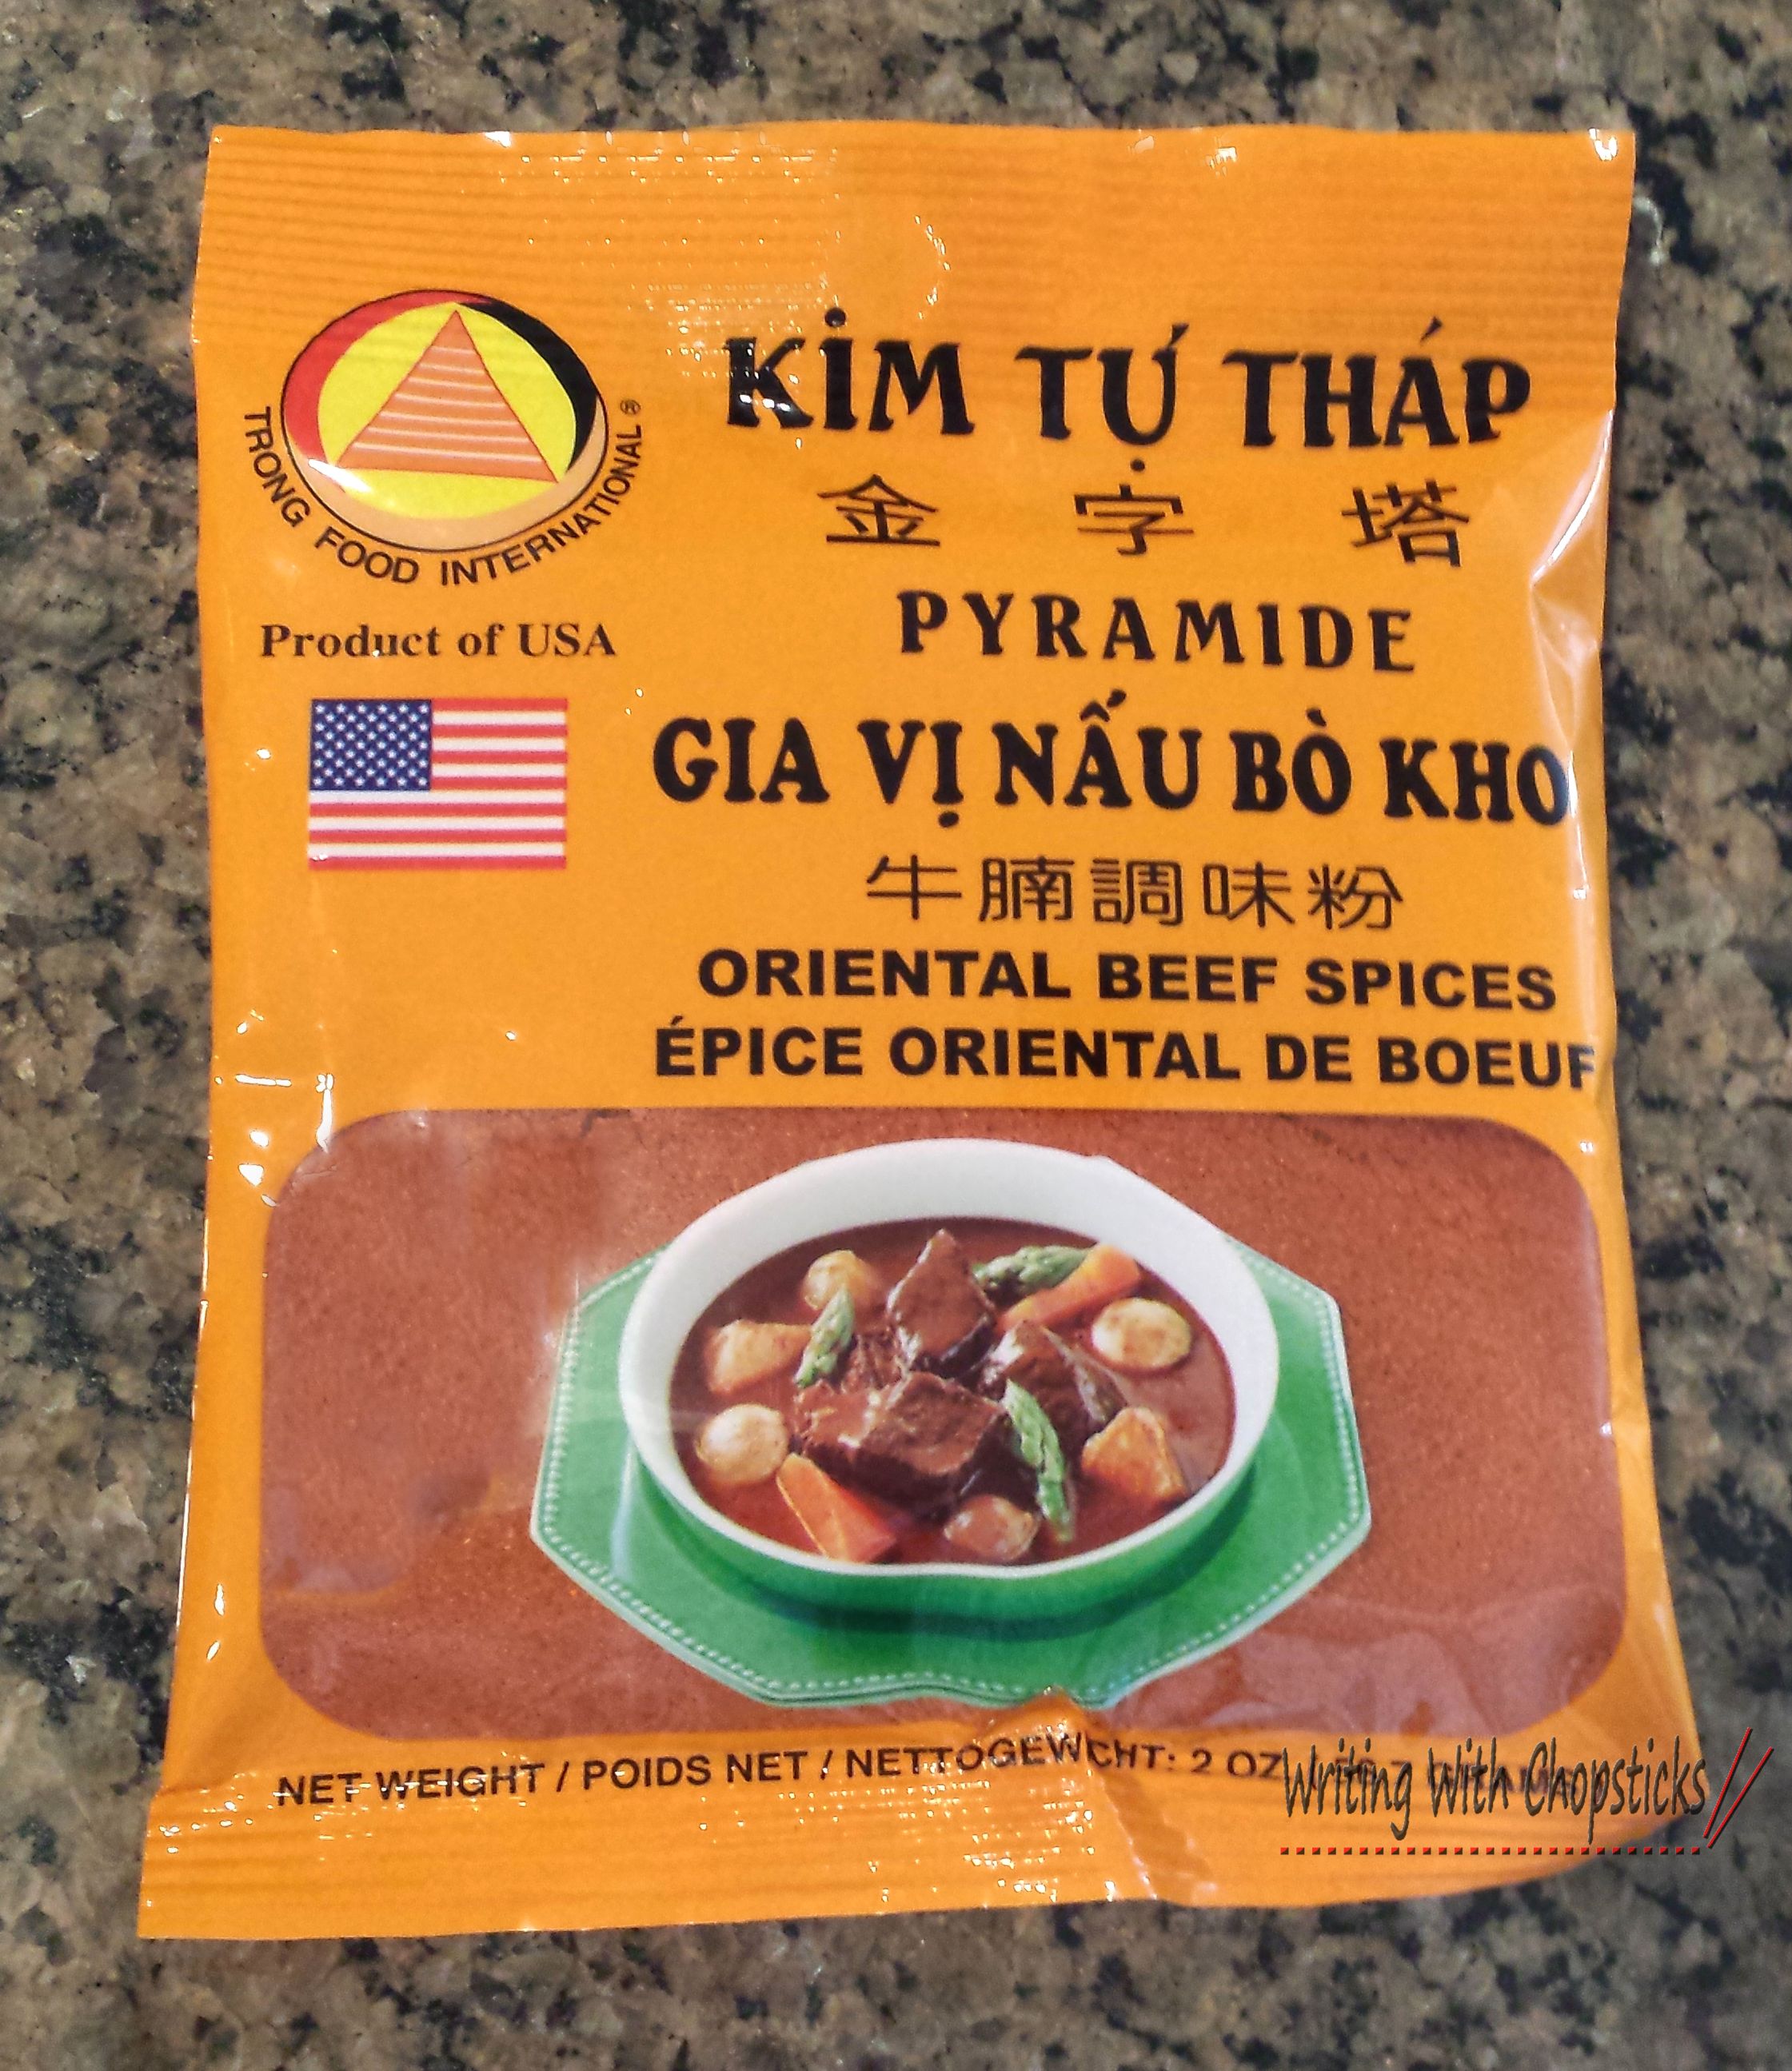 TRONG FOOD INTERNATIONAL®
Product of USA
KIM TỰ THÁP
金字塔
PYRAMIDE
GIA VỊ NẤU BÒ KHO
牛腩調味粉
ORIENTAL BEEF SPICES
ÉPICE ORIENTAL DE BOEUF
NET WEIGHT / POIDS NET / NETTOGEWCHT: 2 OZ
Writing With Chopsticks